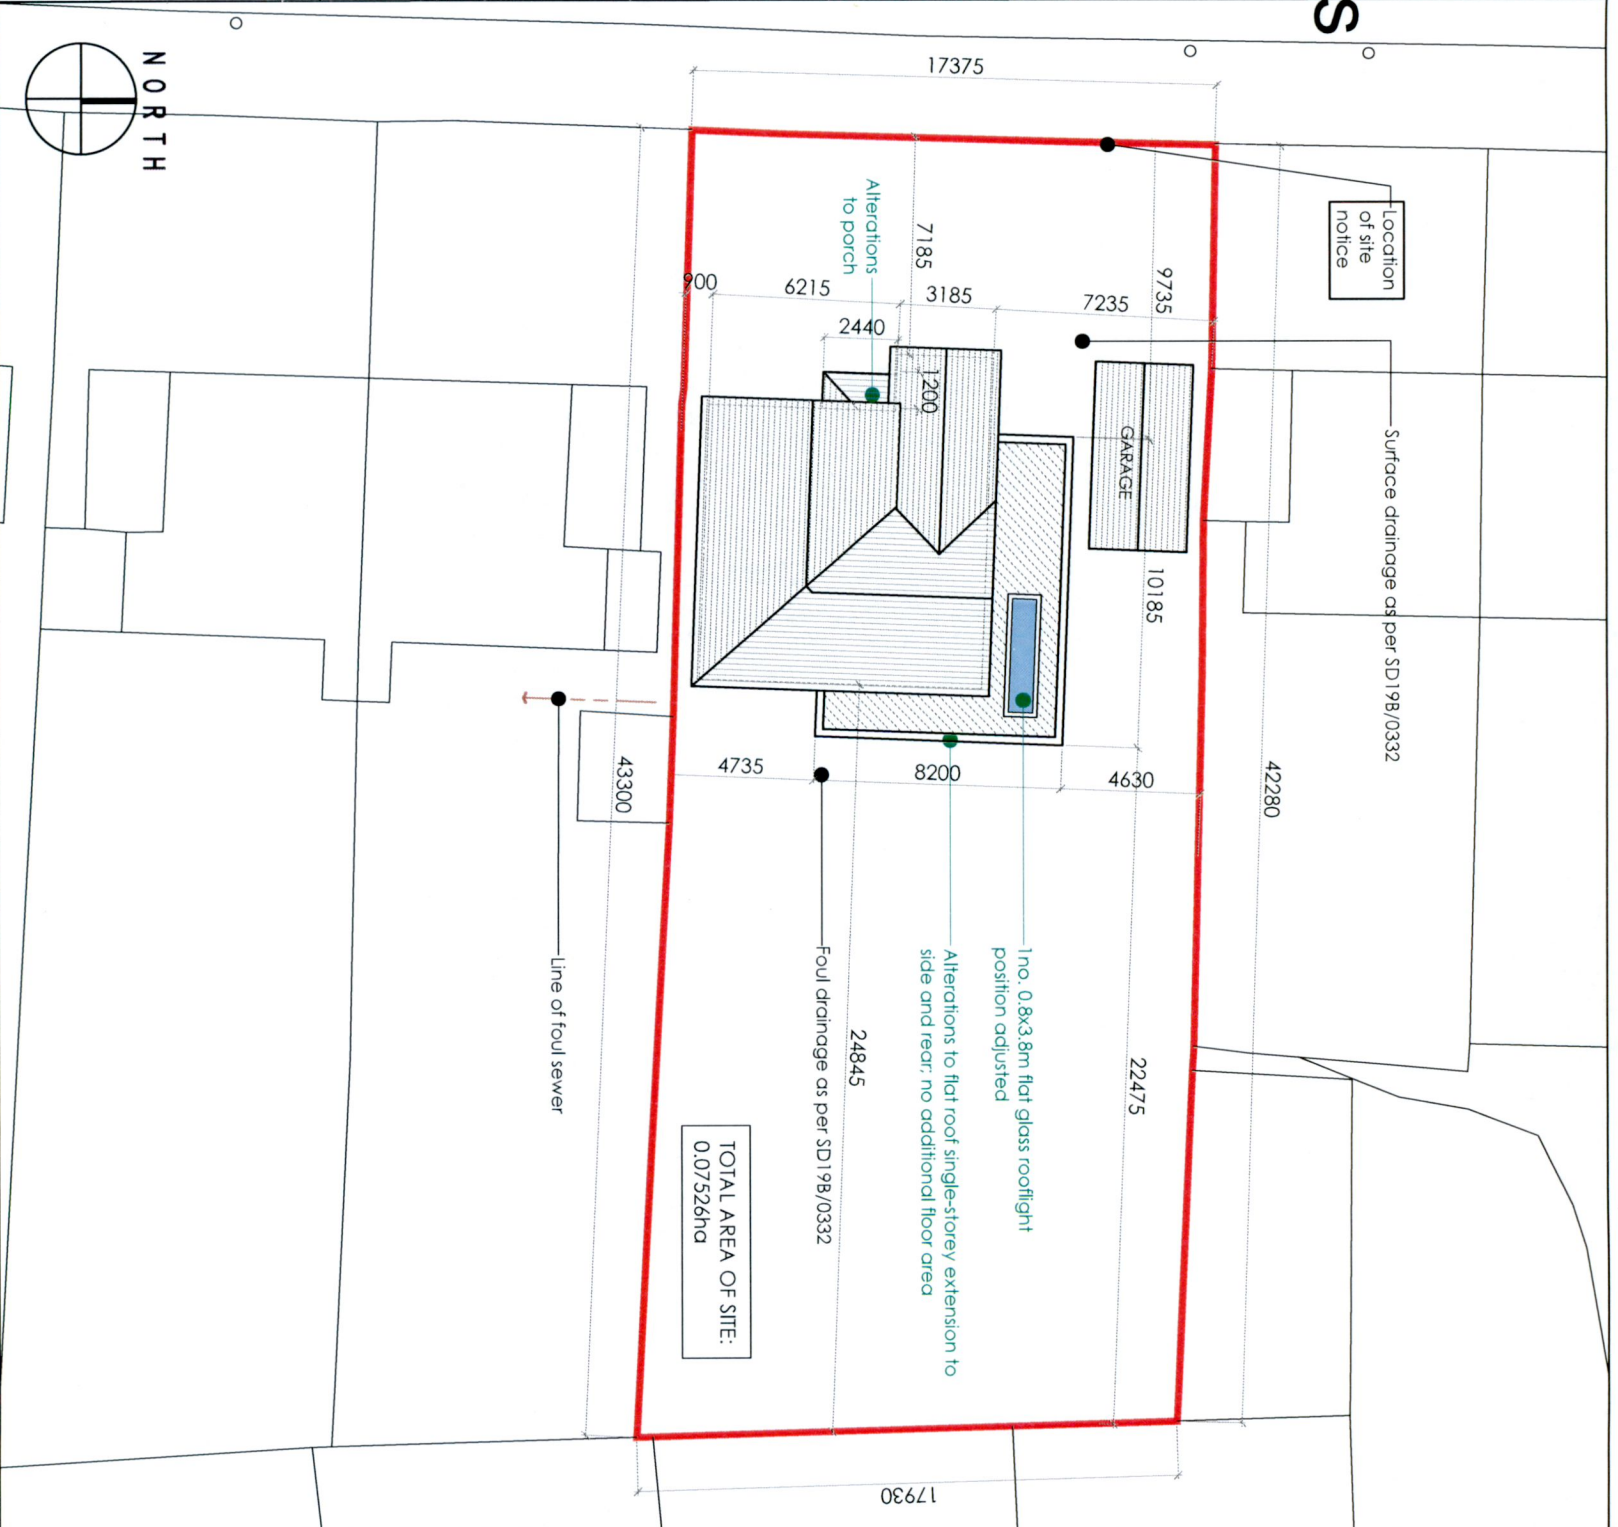 S
NORTH
17375
Location
of site
notice
Alterations
to porch
7185
9735
900
6215
3185
7235
2440
1200
GARAGE
10185
Surface drainage as per SD19B/0332
4735
8200
4630
43300
42280
Line of foul sewer
Foul drainage as per SD19B/0332
24845
Alterations to flat roof single-storey extension to
side and rear; no additional floor area
1no. 0.8x3.8m flat glass rooflight
position adjusted
22475
TOTAL AREA OF SITE:
0.07526ha
17930